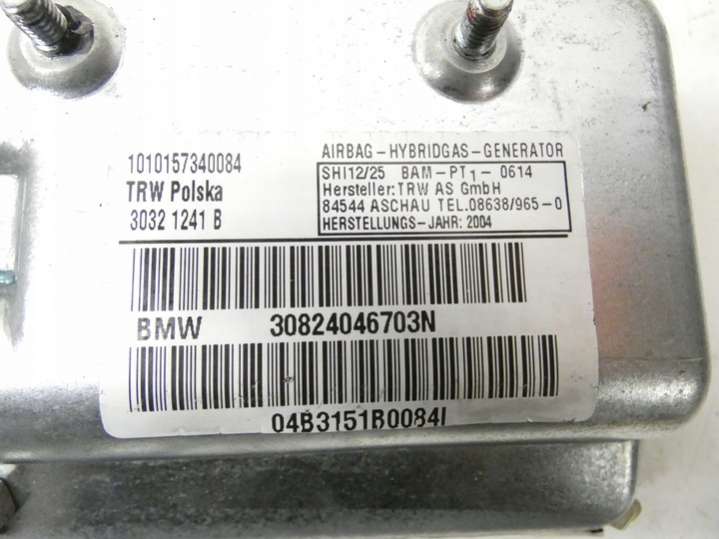 1010157340084
TRW Polska
3032 1241 B
AIRBAG-HYBRIDGAS-GENERATOR
SHI12/25 BAM-PT1-0614
Hersteller:TRW AS GmbH
84544 ASCHAU TEL.08638/965-0
HERSTELLUNGS-JAHR: 2004
BMW 30824046703N
04B3151B0084I